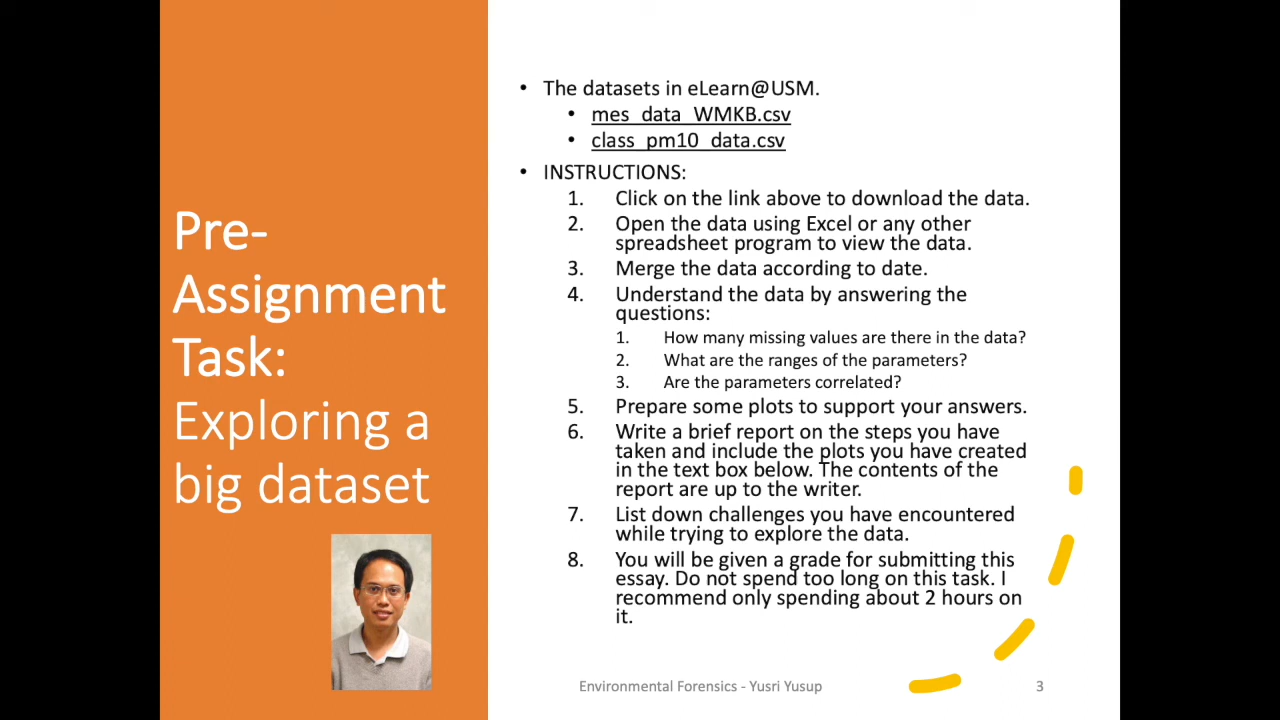 Pre-
Assignment
Task:
Exploring a
big dataset
• The datasets in eLearn@USM.
• mes_data_WMKB.csv
• class_pm10_data.csv
• INSTRUCTIONS:
1. Click on the link above to download the data.
2. Open the data using Excel or any other
spreadsheet program to view the data.
3. Merge the data according to date.
4. Understand the data by answering the
questions:
1. How many missing values are there in the data?
2. What are the ranges of the parameters?
3. Are the parameters correlated?
5. Prepare some plots to support your answers.
6. Write a brief report on the steps you have
taken and include the plots you have created
in the text box below. The contents of the
report are up to the writer.
7. List down challenges you have encountered
while trying to explore the data.
8. You will be given a grade for submitting this
essay. Do not spend too long on this task. I
recommend only spending about 2 hours on
it.
Environmental Forensics - Yusri Yusup
3